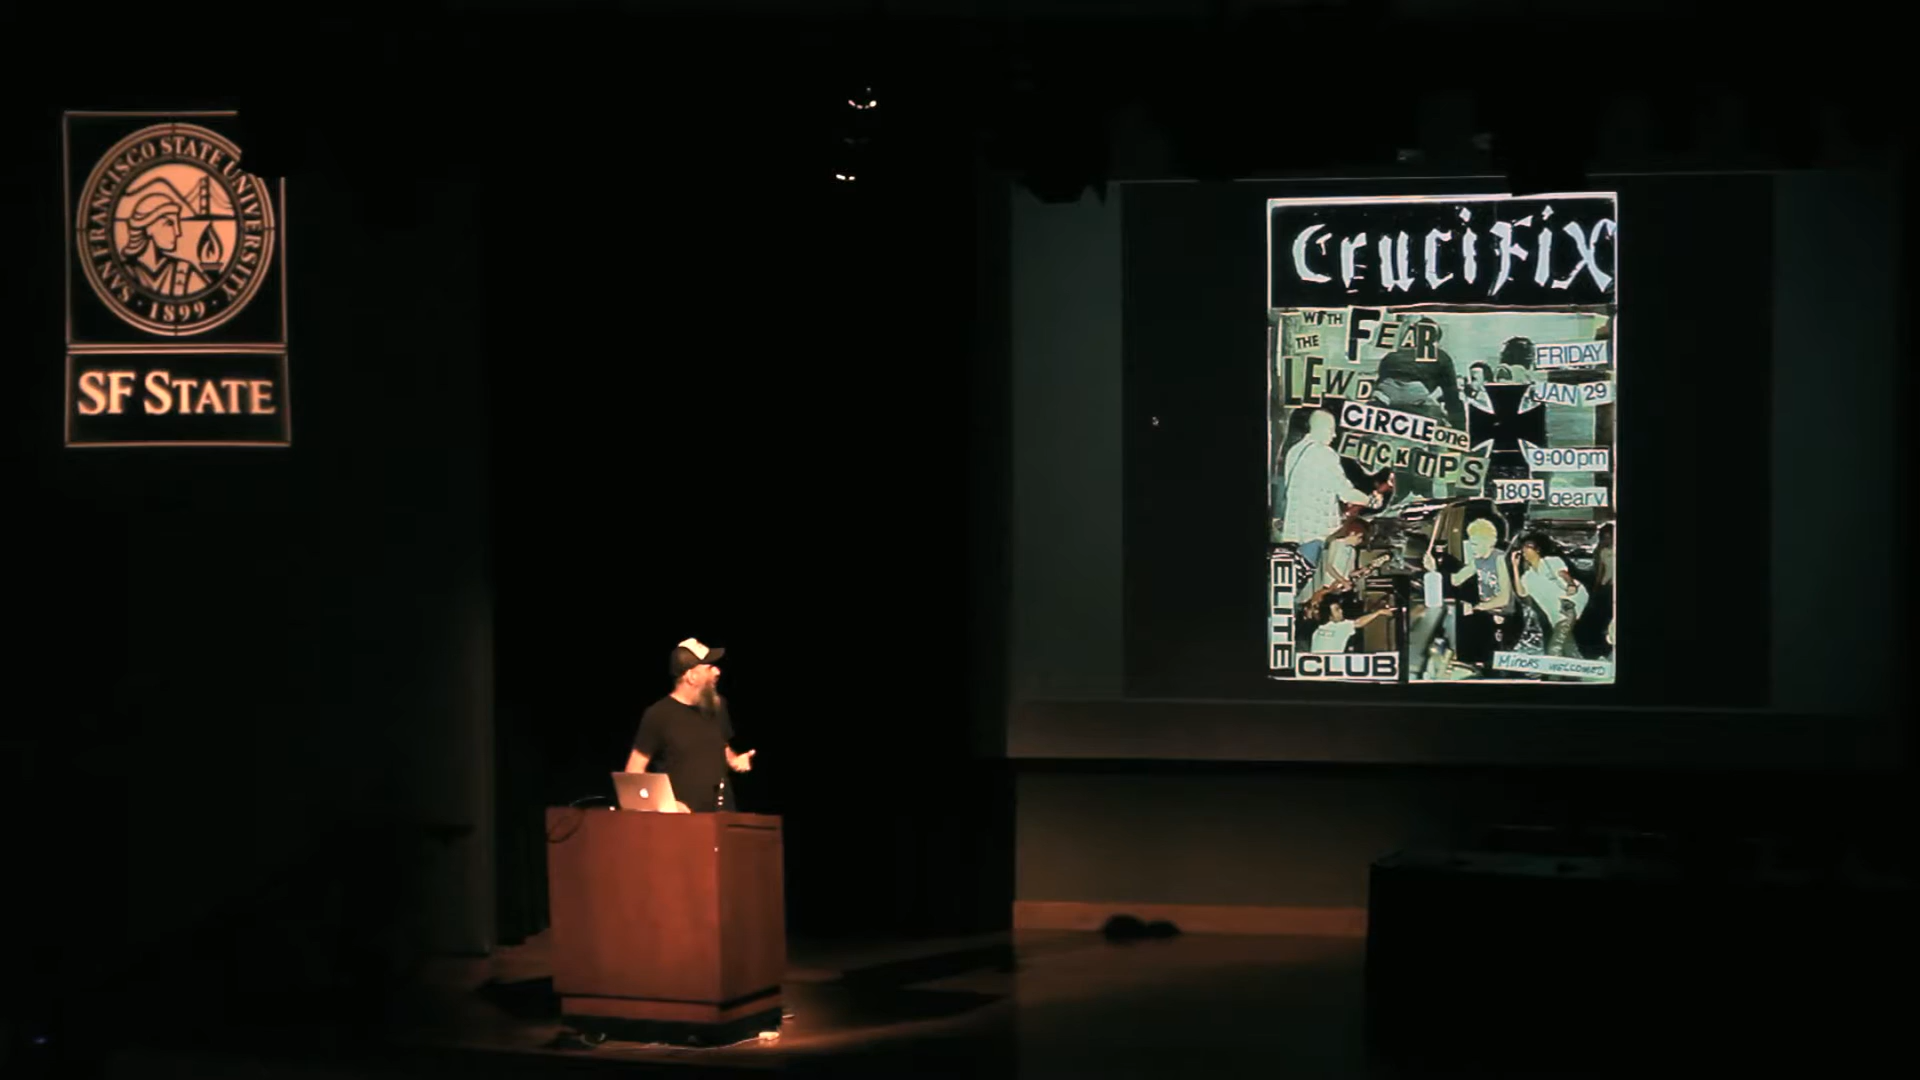 SAN FRANCISCO STATE UNIVERSITY
· 1899 ·
SF STATE
CRUCiFiX
WITH FEAR
THE
LEWD
CiRCLE one
FUCK UPS
FRIDAY
JAN 29
9:00pm
1805 geary
ELITE
CLUB
Minors welcomed